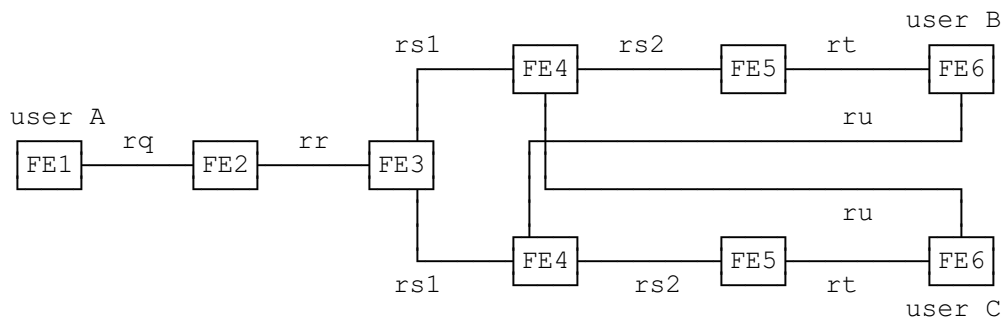 user B
rs1 rs2 rt
FE4 FE5 FE6
user A
ru
rq rr
FE1 FE2 FE3
ru
FE4 FE5 FE6
rs1 rs2 rt
user C